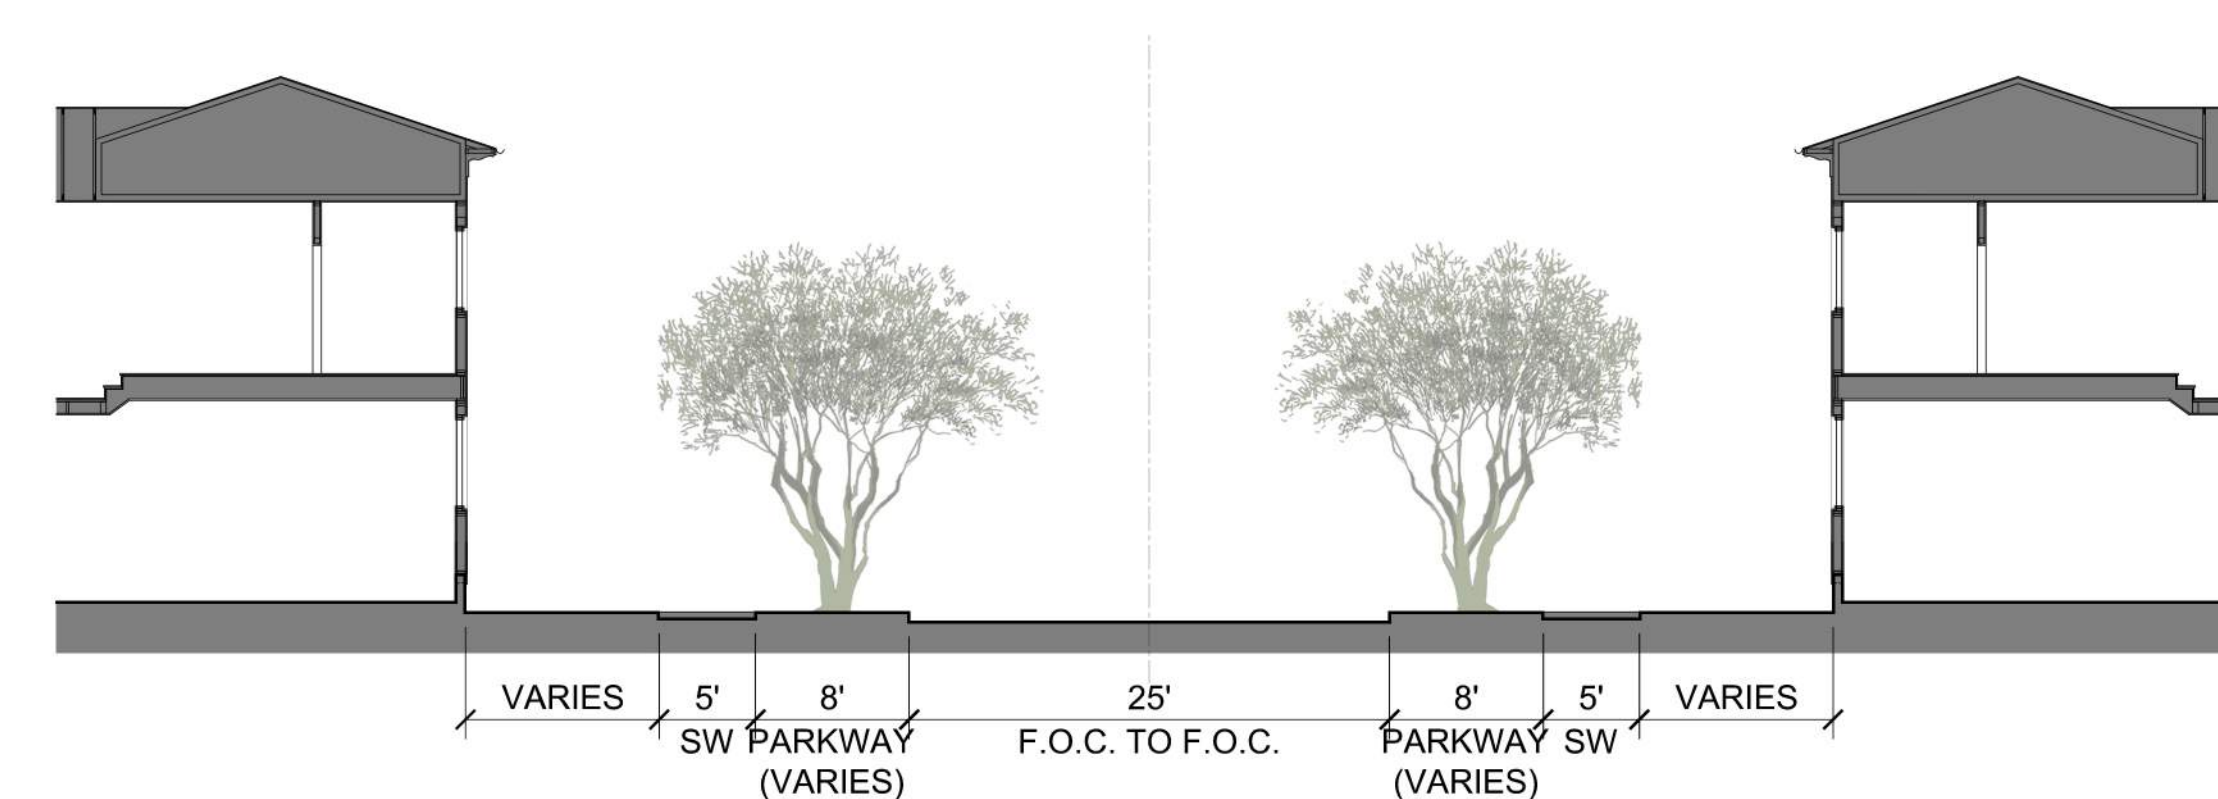 VARIES 5' 8' 25' 8' 5' VARIES
SW PARKWAY F.O.C. TO F.O.C. PARKWAY SW
(VARIES) (VARIES)